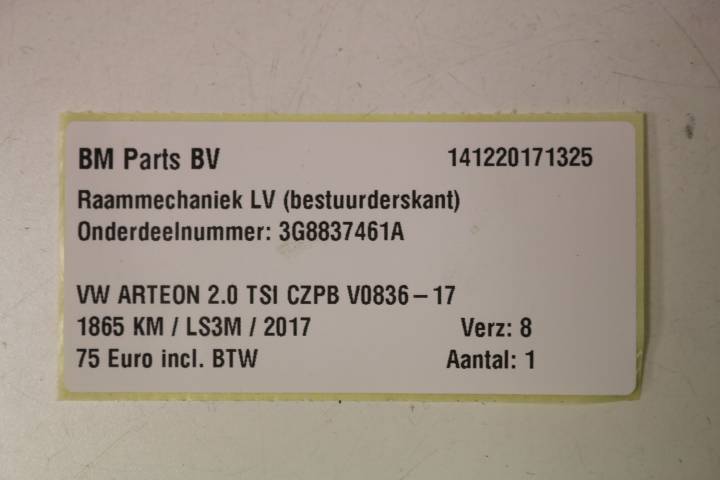 BM Parts BV 141220171325
Raammechaniek LV (bestuurderskant)
Onderdeelnummer: 3G8837461A
VW ARTEON 2.0 TSI CZPB V0836-17
1865 KM / LS3M / 2017 Verz: 8
75 Euro incl. BTW Aantal: 1